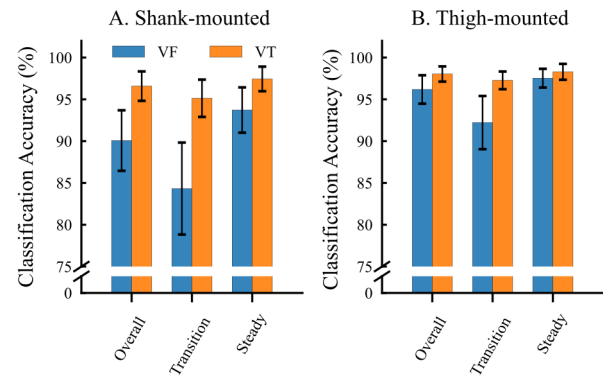 A. Shank-mounted
VF
VT
Classification Accuracy (%)
100
95
90
85
80
75
0
Overall
Transition
Steady
B. Thigh-mounted
Classification Accuracy (%)
100
95
90
85
80
75
0
Overall
Transition
Steady